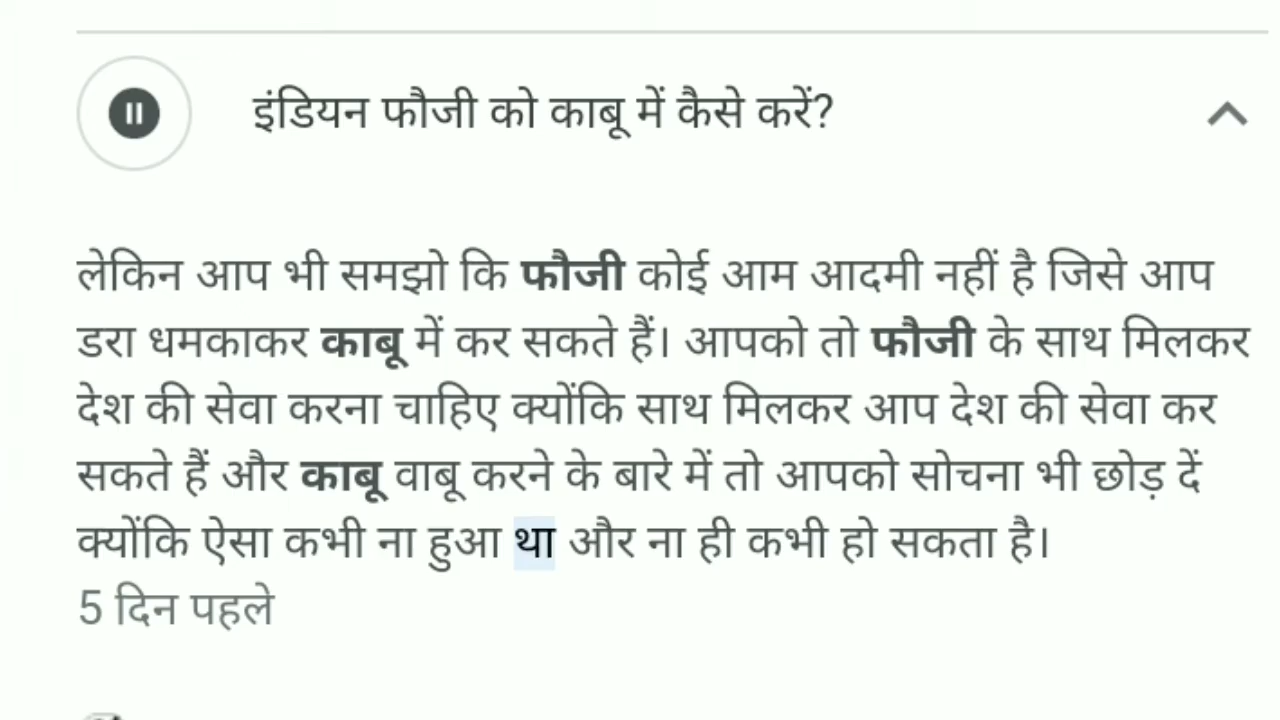 इंडियन फौजी को काबू में कैसे करें?
लेकिन आप भी समझो कि फौजी कोई आम आदमी नहीं है जिसे आप
डरा धमकाकर काबू में कर सकते हैं। आपको तो फौजी के साथ मिलकर
देश की सेवा करना चाहिए क्योंकि साथ मिलकर आप देश की सेवा कर
सकते हैं और काबू वाबू करने के बारे में तो आपको सोचना भी छोड़ दें
क्योंकि ऐसा कभी ना हुआ था और ना ही कभी हो सकता है।
5 दिन पहले